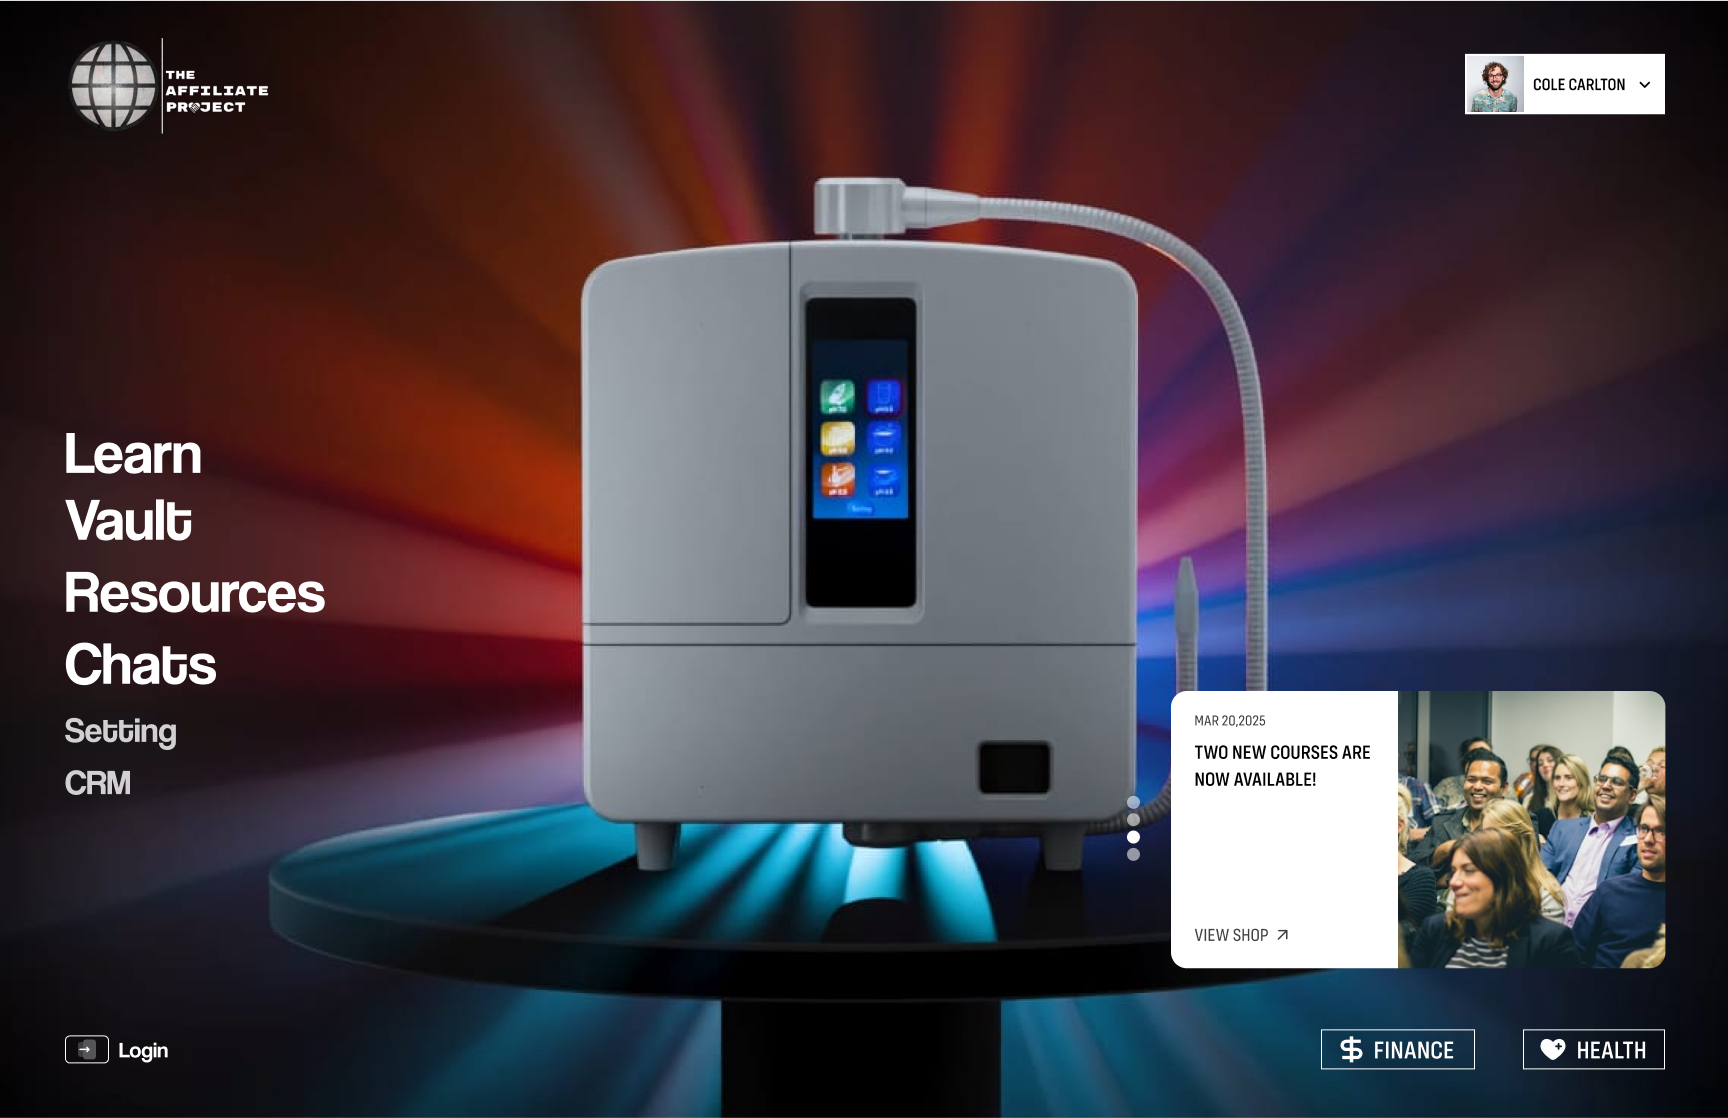 THE
AFFILIATE
PROJECT
COLE CARLTON
Learn
Vault
Resources
Chats
Setting
CRM
MAR 20,2025
TWO NEW COURSES ARE
NOW AVAILABLE!
VIEW SHOP
Login
FINANCE
HEALTH